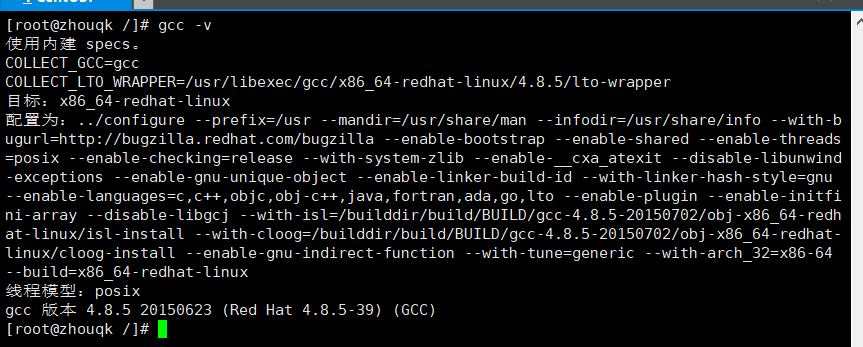 [root@zhouqk /]# gcc -v
使用内建 specs。
COLLECT_GCC=gcc
COLLECT_LTO_WRAPPER=/usr/libexec/gcc/x86_64-redhat-linux/4.8.5/lto-wrapper
目标：x86_64-redhat-linux
配置为：../configure --prefix=/usr --mandir=/usr/share/man --infodir=/usr/share/info --with-b
ugurl=http://bugzilla.redhat.com/bugzilla --enable-bootstrap --enable-shared --enable-threads
=posix --enable-checking=release --with-system-zlib --enable-__cxa_atexit --disable-libunwind
-exceptions --enable-gnu-unique-object --enable-linker-build-id --with-linker-hash-style=gnu
--enable-languages=c,c++,objc,obj-c++,java,fortran,ada,go,lto --enable-plugin --enable-initfi
ni-array --disable-libgcj --with-isl=/builddir/build/BUILD/gcc-4.8.5-20150702/obj-x86_64-redh
at-linux/isl-install --with-cloog=/builddir/build/BUILD/gcc-4.8.5-20150702/obj-x86_64-redhat-
linux/cloog-install --enable-gnu-indirect-function --with-tune=generic --with-arch_32=x86-64
--build=x86_64-redhat-linux
线程模型：posix
gcc 版本 4.8.5 20150623 (Red Hat 4.8.5-39) (GCC)
[root@zhouqk /]#